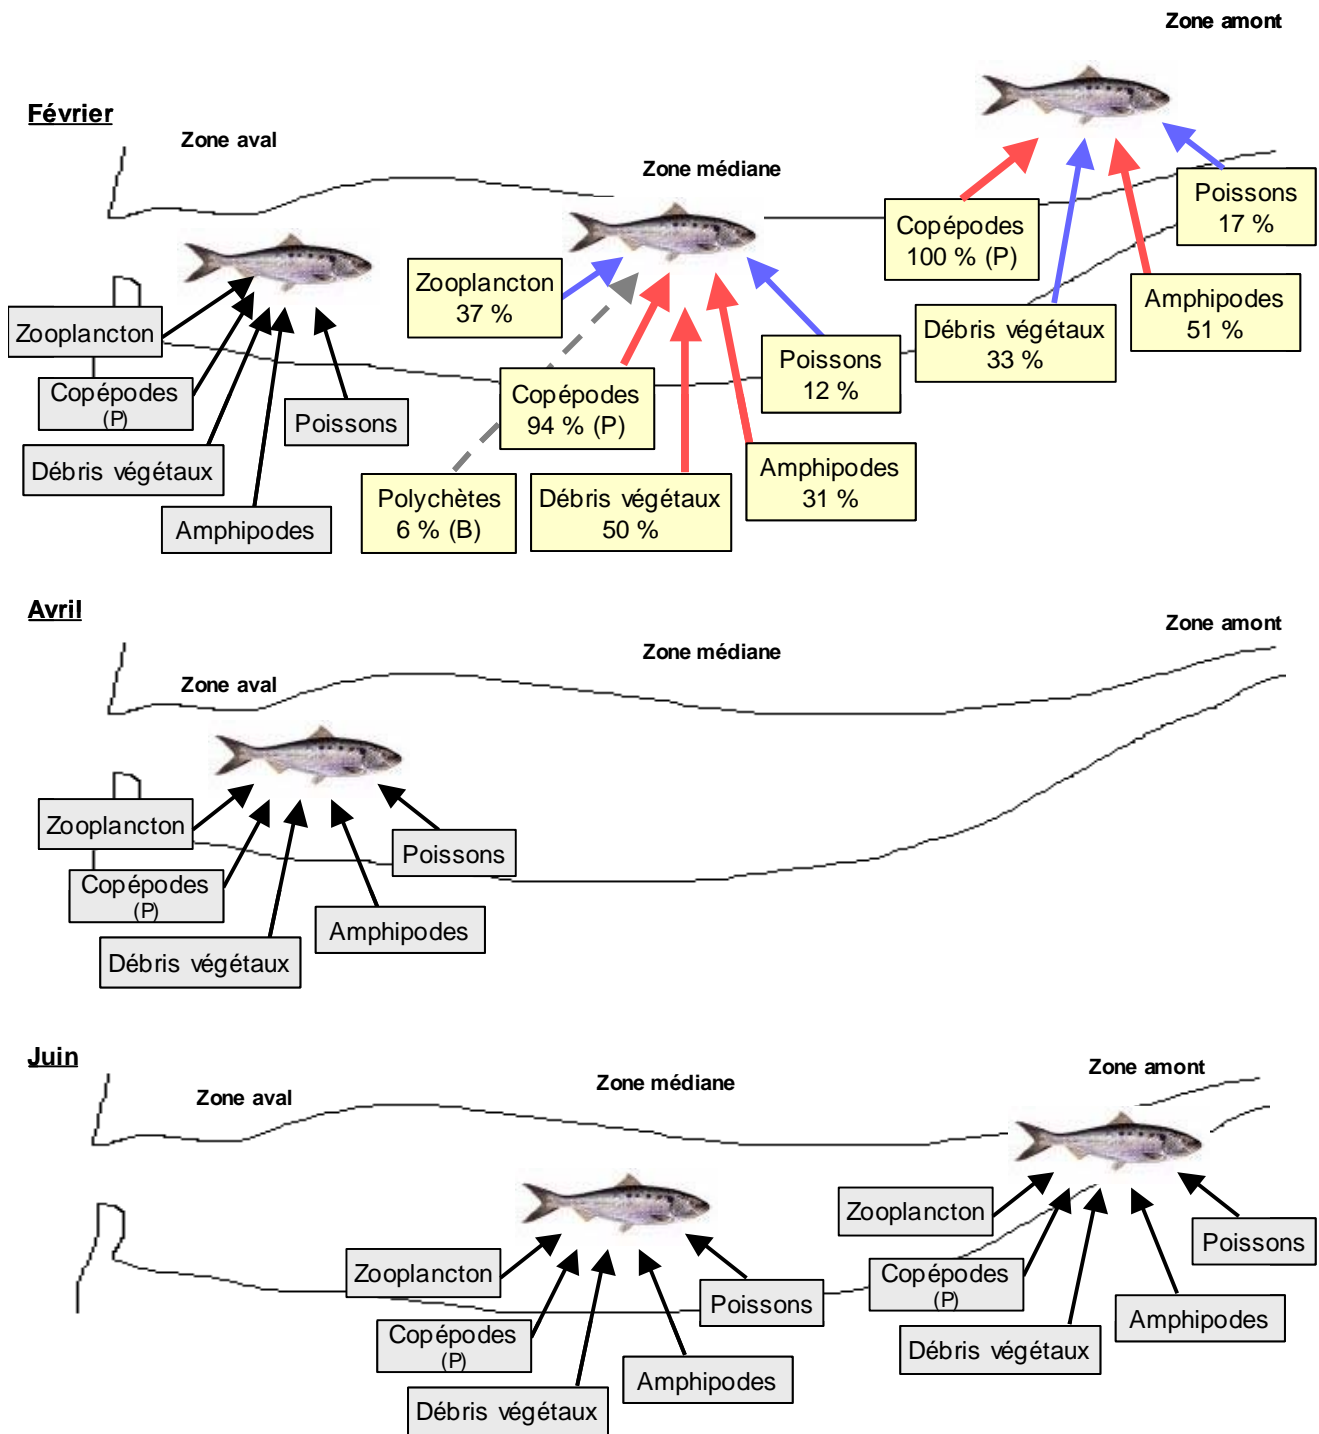 Zone amont
Février
Zone aval
Zone médiane
Poissons
17 %
Copépodes
100 % (P)
Zooplancton
37 %
Amphipodes
51 %
Débris végétaux
33 %
Zooplancton
Poissons
12 %
Copépodes
(P)
Poissons
Copépodes
94 % (P)
Débris végétaux
Amphipodes
31 %
Polychètes
6 % (B)
Débris végétaux
50 %
Amphipodes
Avril
Zone amont
Zone médiane
Zone aval
Zooplancton
Poissons
Copépodes
(P)
Amphipodes
Débris végétaux
Juin
Zone amont
Zone médiane
Zone aval
Zooplancton
Poissons
Copépodes
(P)
Zooplancton
Poissons
Amphipodes
Copépodes
(P)
Débris végétaux
Amphipodes
Débris végétaux